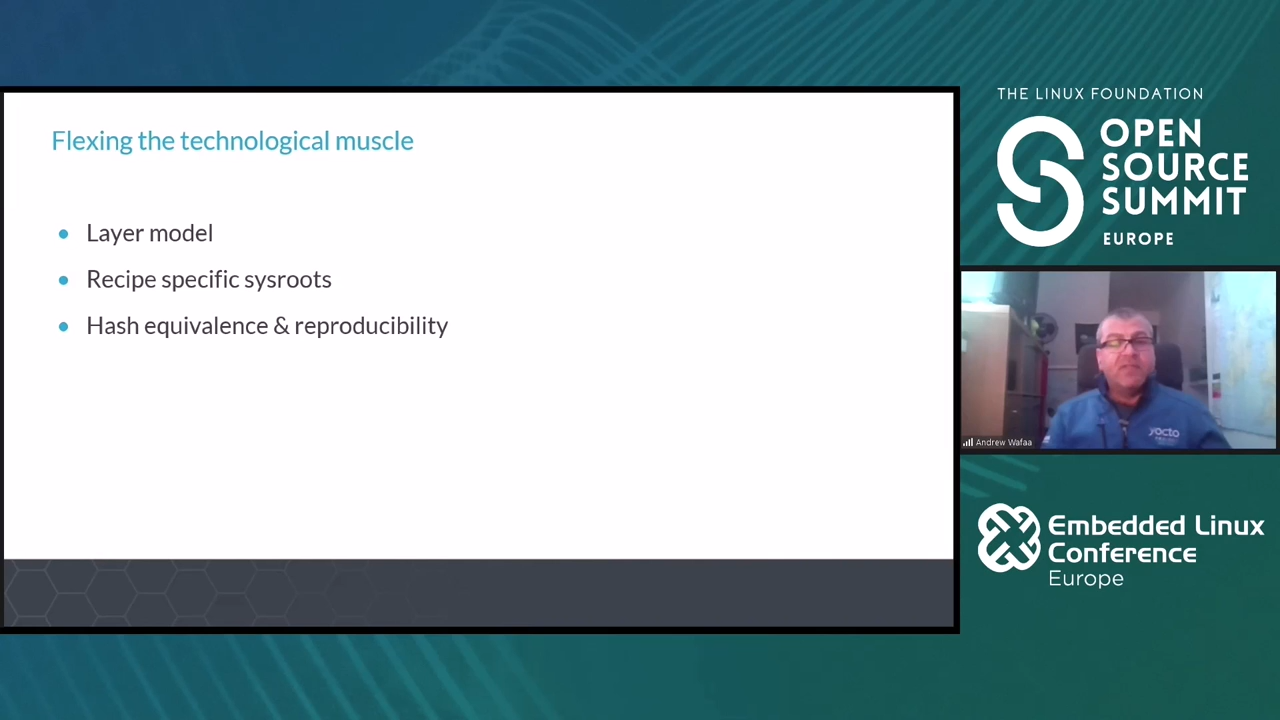 Flexing the technological muscle
Layer model
Recipe specific sysroots
Hash equivalence & reproducibility
THE LINUX FOUNDATION
OPEN
SOURCE
SUMMIT
EUROPE
yocto
Andrew Wafaa
Embedded Linux
Conference
Europe